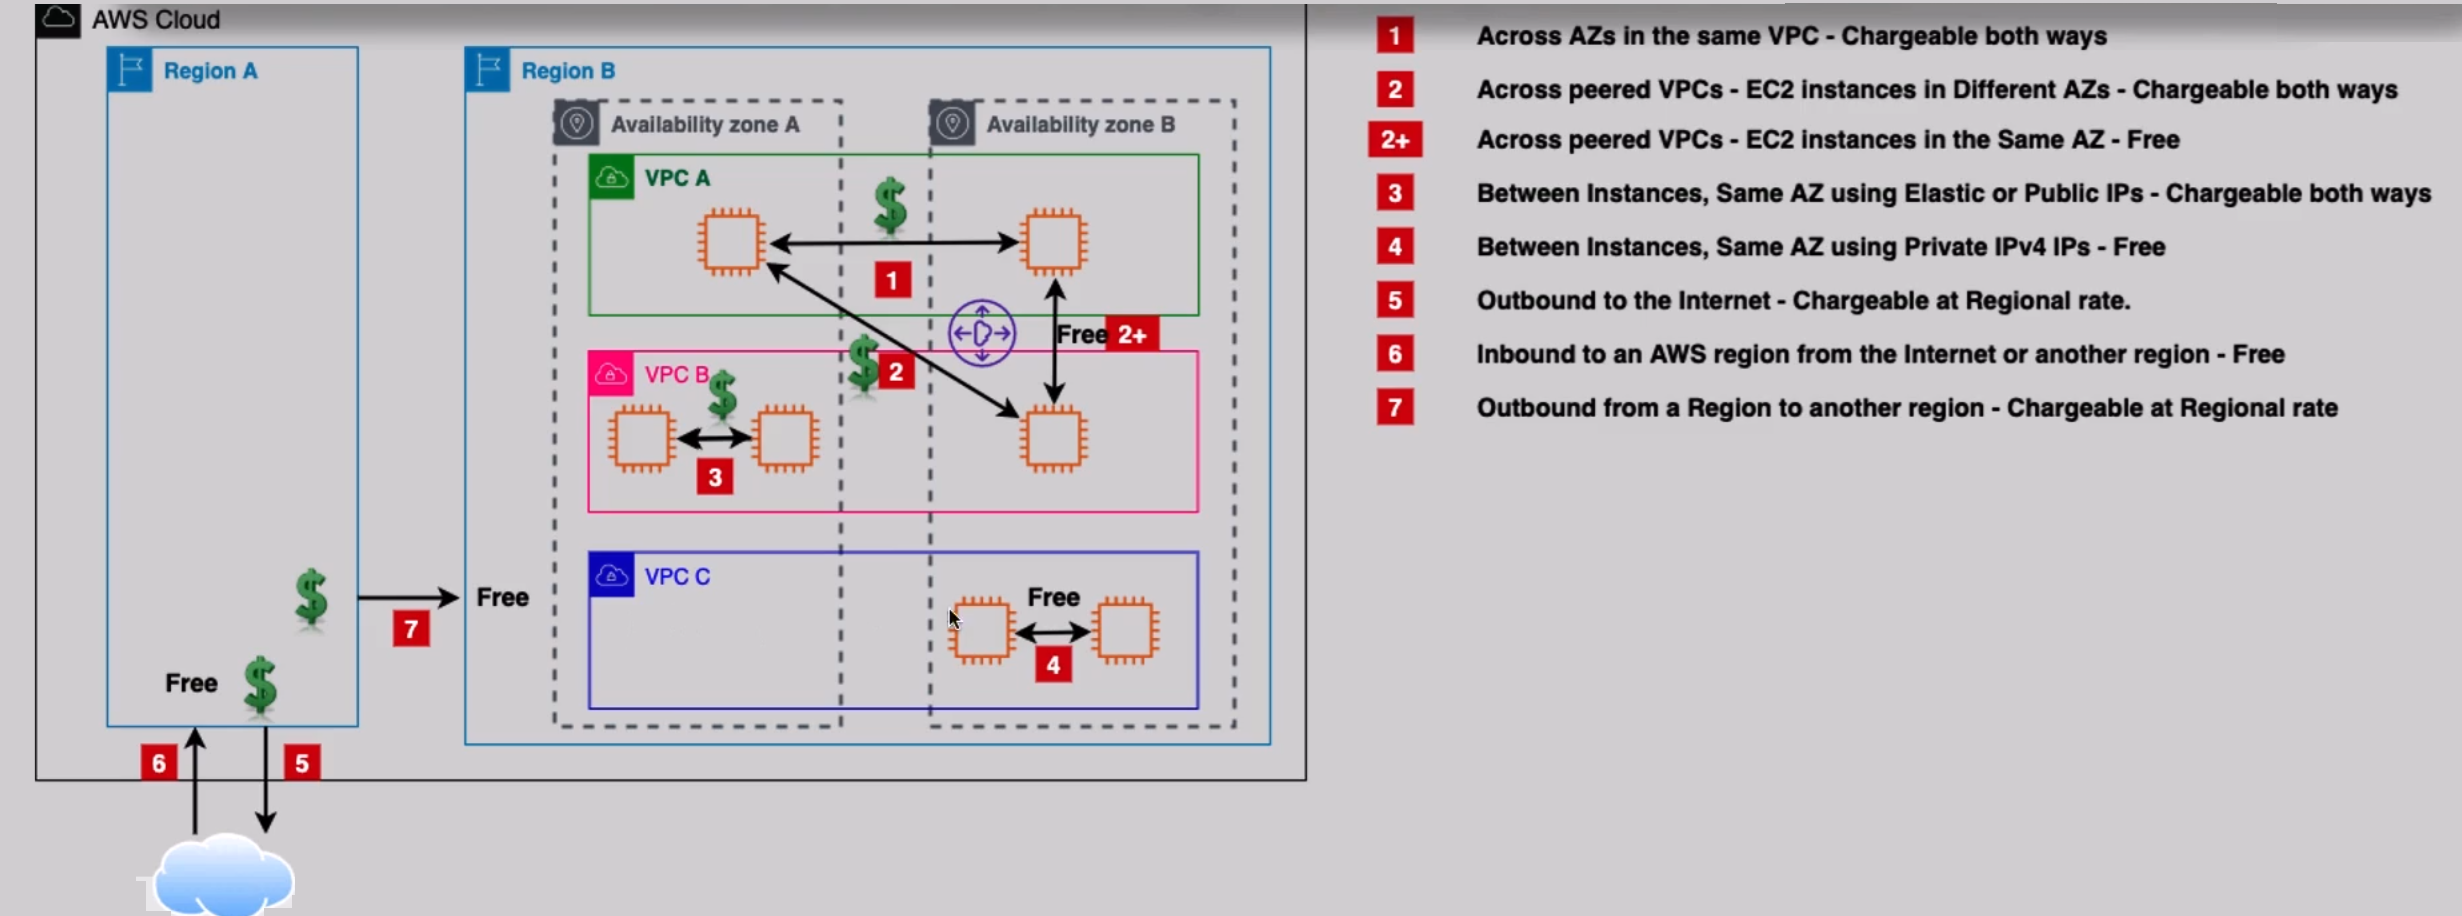 AWS Cloud
Region A
Region B
Availability zone A
Availability zone B
VPC A
1
Free 2+
VPC B
2
3
VPC C
Free
4
7
Free
Free
6
5
1 Across AZs in the same VPC - Chargeable both ways
2 Across peered VPCs - EC2 instances in Different AZs - Chargeable both ways
2+ Across peered VPCs - EC2 instances in the Same AZ - Free
3 Between Instances, Same AZ using Elastic or Public IPs - Chargeable both ways
4 Between Instances, Same AZ using Private IPv4 IPs - Free
5 Outbound to the Internet - Chargeable at Regional rate.
6 Inbound to an AWS region from the Internet or another region - Free
7 Outbound from a Region to another region - Chargeable at Regional rate